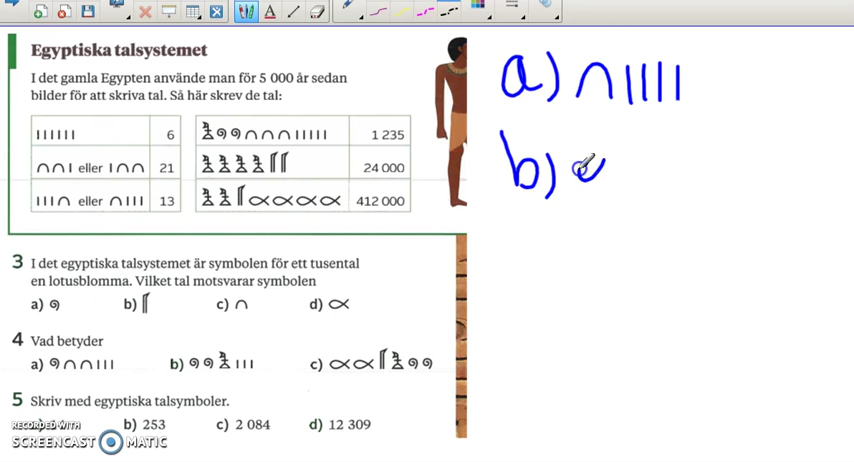 Egyptiska talsystemet
I det gamla Egypten använde man för 5 000 år sedan
bilder för att skriva tal. Så här skrev de tal:
6
1 235
eller
21
24 000
eller
13
412 000
3 I det egyptiska talsystemet är symbolen för ett tusental
en lotusblomma. Vilket tal motsvarar symbolen
a) b) c) d)
4 Vad betyder
a) b) c)
5 Skriv med egyptiska talsymboler.
b) 253 c) 2 084 d) 12 309
RECORDED WITH
SCREENCAST MATIC
a)
b)